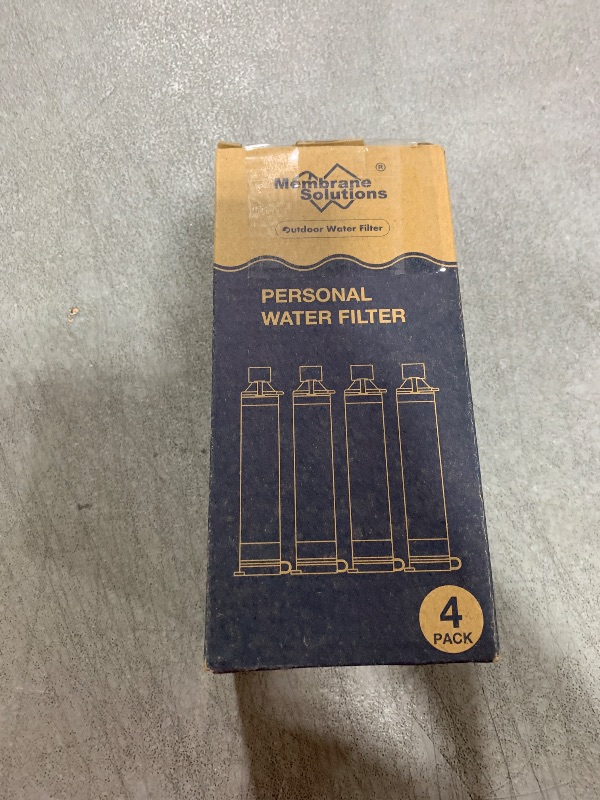 ®
Membrane
Solutions
Outdoor Water Filter
PERSONAL
WATER FILTER
4
PACK